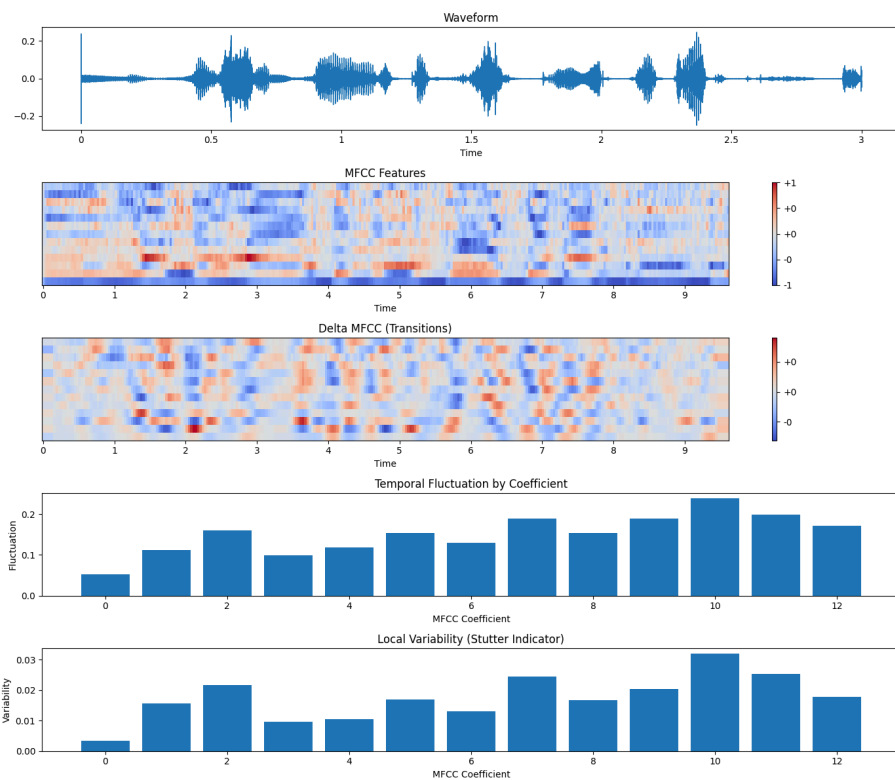 Waveform
0.2
0.0
−0.2
0 0.5 1 1.5 2 2.5 3
Time
MFCC Features
+1
+0
-0
-1
0 1 2 3 4 5 6 7 8 9
Time
Delta MFCC (Transitions)
+0
+0
-0
0 1 2 3 4 5 6 7 8 9
Time
Temporal Fluctuation by Coefficient
Fluctuation
0.2
0.1
0.0
0 2 4 6 8 10 12
MFCC Coefficient
Local Variability (Stutter Indicator)
Variability
0.03
0.02
0.01
0.00
0 2 4 6 8 10 12
MFCC Coefficient